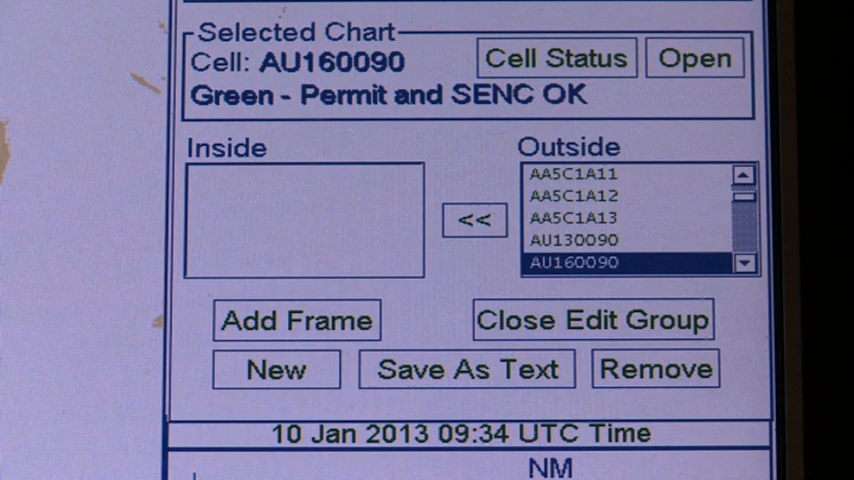 Selected Chart
Cell: AU160090 Cell Status Open
Green - Permit and SENC OK
Inside Outside
AA5C1A11
AA5C1A12
<< AA5C1A13
AU130090
AU160090
Add Frame Close Edit Group
New Save As Text Remove
10 Jan 2013 09:34 UTC Time
NM